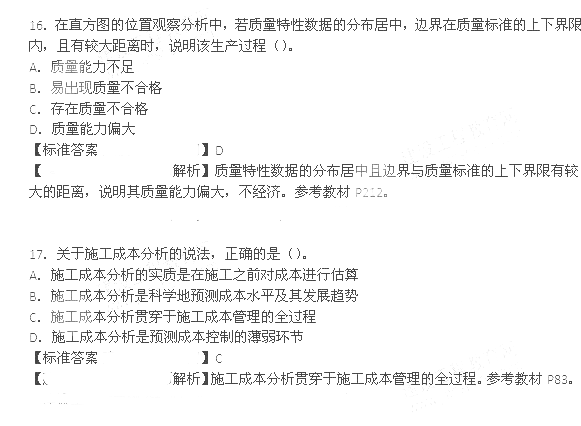 16. 在直方图的位置观察分析中，若质量特性数据的分布居中，边界在质量标准的上下界限
内，且有较大距离时，说明该生产过程（）。
A. 质量能力不足
B. 易出现质量不合格
C. 存在质量不合格
D. 质量能力偏大
【标准答案 】D
【 解析】质量特性数据的分布居中且边界与质量标准的上下界限有较
大的距离，说明其质量能力偏大，不经济。参考教材 P212。
17. 关于施工成本分析的说法，正确的是（）。
A. 施工成本分析的实质是在施工之前对成本进行估算
B. 施工成本分析是科学地预测成本水平及其发展趋势
C. 施工成本分析贯穿于施工成本管理的全过程
D. 施工成本分析是预测成本控制的薄弱环节
【标准答案 】C
【 解析】施工成本分析贯穿于施工成本管理的全过程。参考教材 P83。